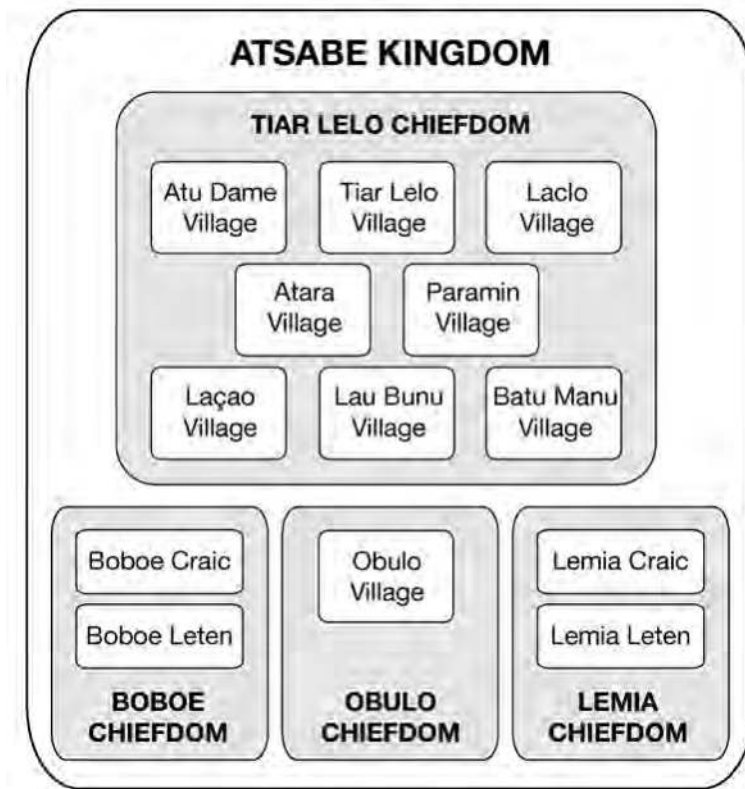 ATSABE KINGDOM
TIAR LELO CHIEFDOM
Atu Dame
Village
Tiar Lelo
Village
Laclo
Village
Atara
Village
Paramin
Village
Laçao
Village
Lau Bunu
Village
Batu Manu
Village
Boboe Craic
Boboe Leten
BOBOE
CHIEFDOM
Obulo
Village
OBULO
CHIEFDOM
Lemia Craic
Lemia Leten
LEMIA
CHIEFDOM